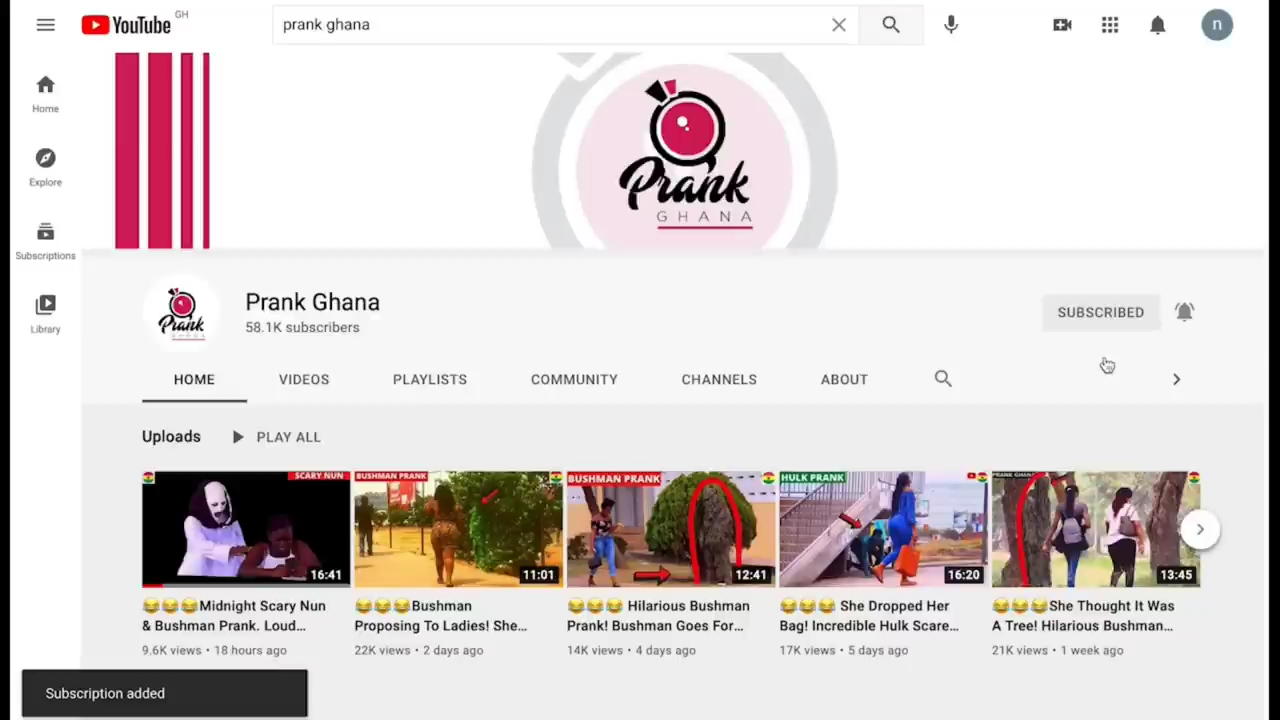 YouTube GH
prank ghana
n
Home
Explore
Subscriptions
Library
Prank
GHANA
Prank
Prank Ghana
58.1K subscribers
SUBSCRIBED
HOME VIDEOS PLAYLISTS COMMUNITY CHANNELS ABOUT
Uploads PLAY ALL
SCARY NUN
16:41
BUSHMAN PRANK
11:01
BUSHMAN PRANK
12:41
HULK PRANK
16:20
PRANK GHANA
13:45
😂😂😂Midnight Scary Nun
& Bushman Prank. Loud...
9.6K views • 18 hours ago
😂😂😂Bushman
Proposing To Ladies! She...
22K views • 2 days ago
😂😂😂 Hilarious Bushman
Prank! Bushman Goes For...
14K views • 4 days ago
😂😂😂 She Dropped Her
Bag! Incredible Hulk Scare...
17K views • 5 days ago
😂😂😂She Thought It Was
A Tree! Hilarious Bushman...
21K views • 1 week ago
Subscription added